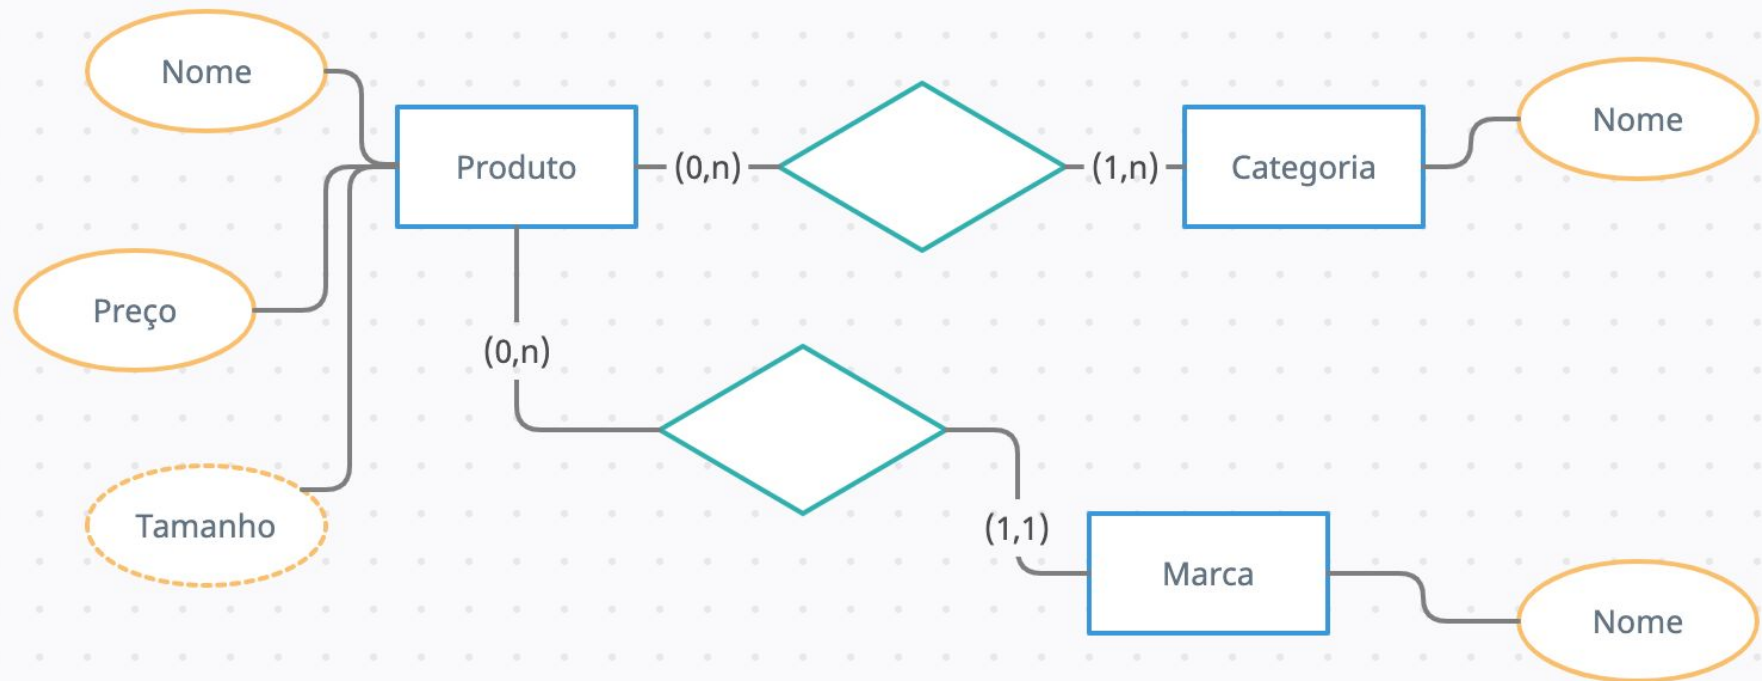 Nome
Produto
(0,n)
(1,n)
Categoria
Nome
Preço
(0,n)
Tamanho
(1,1)
Marca
Nome